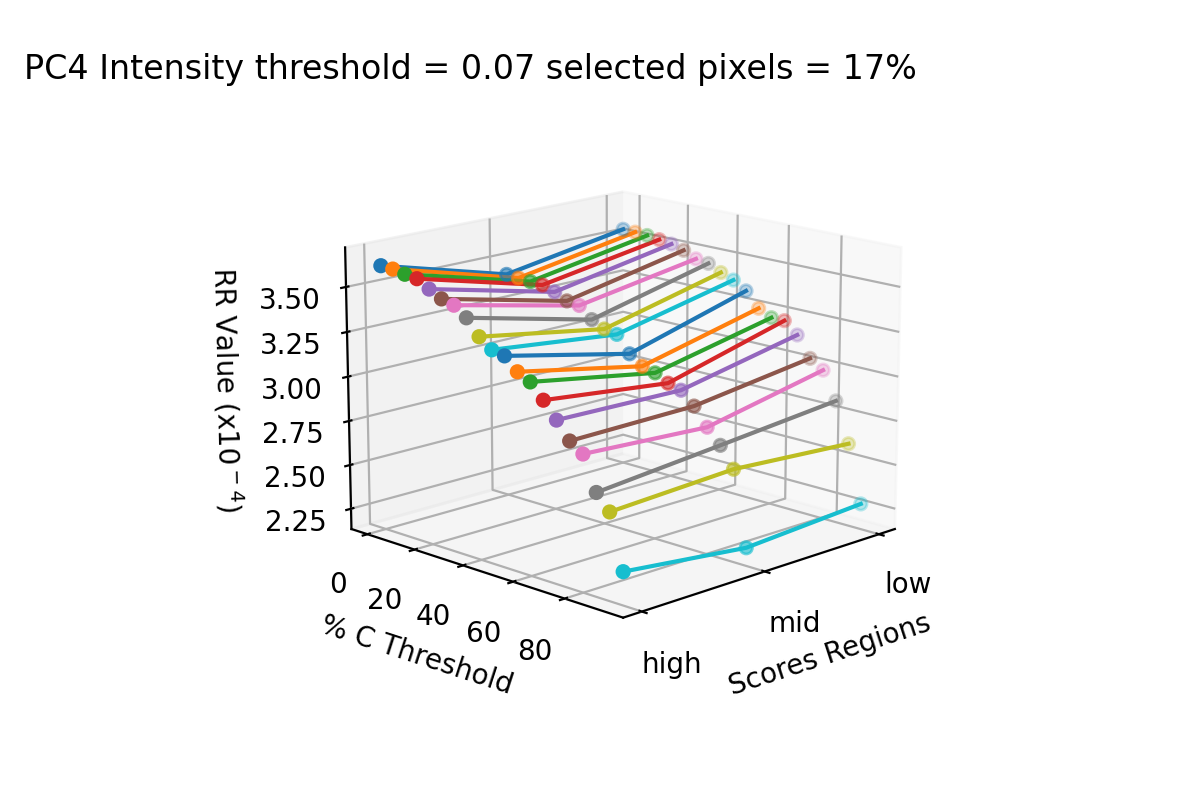 PC4 Intensity threshold = 0.07 selected pixels = 17%
RR Value (x10⁻⁴)
3.50
3.25
3.00
2.75
2.50
2.25
0
20
40
60
80
% C Threshold
high
mid
low
Scores Regions